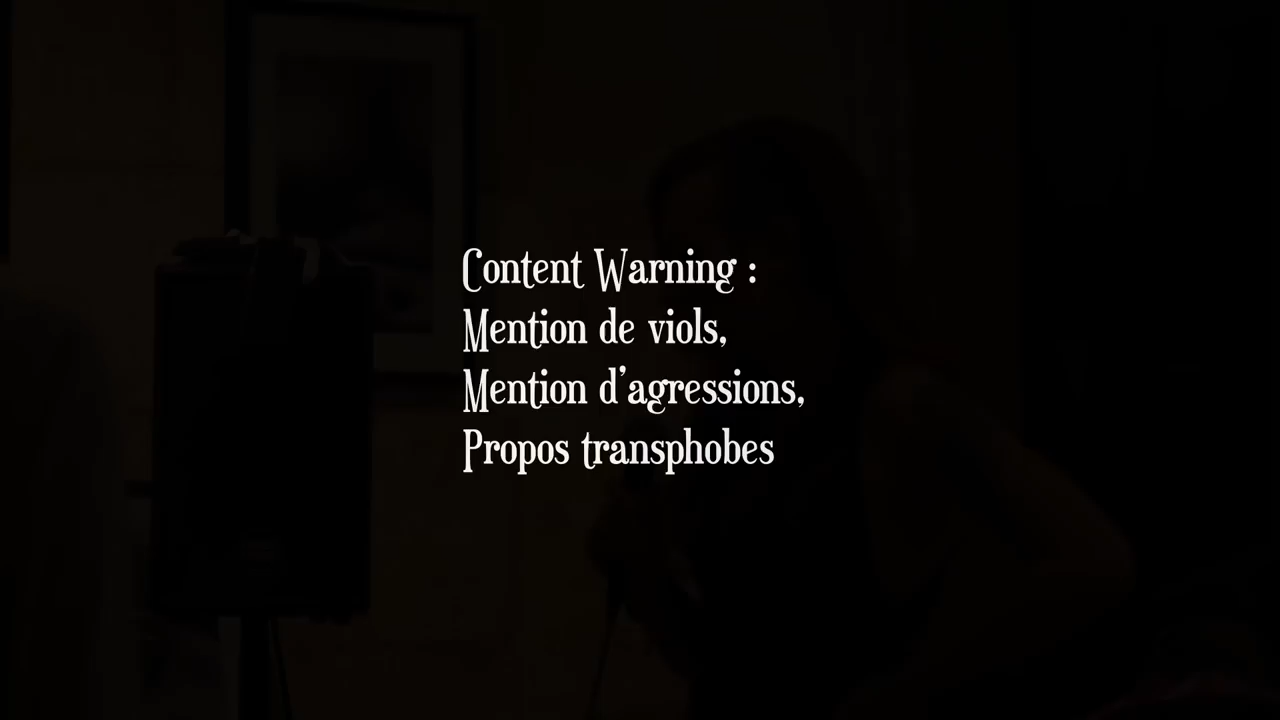 Content Warning :
Mention de viols,
Mention d'agressions,
Propos transphobes